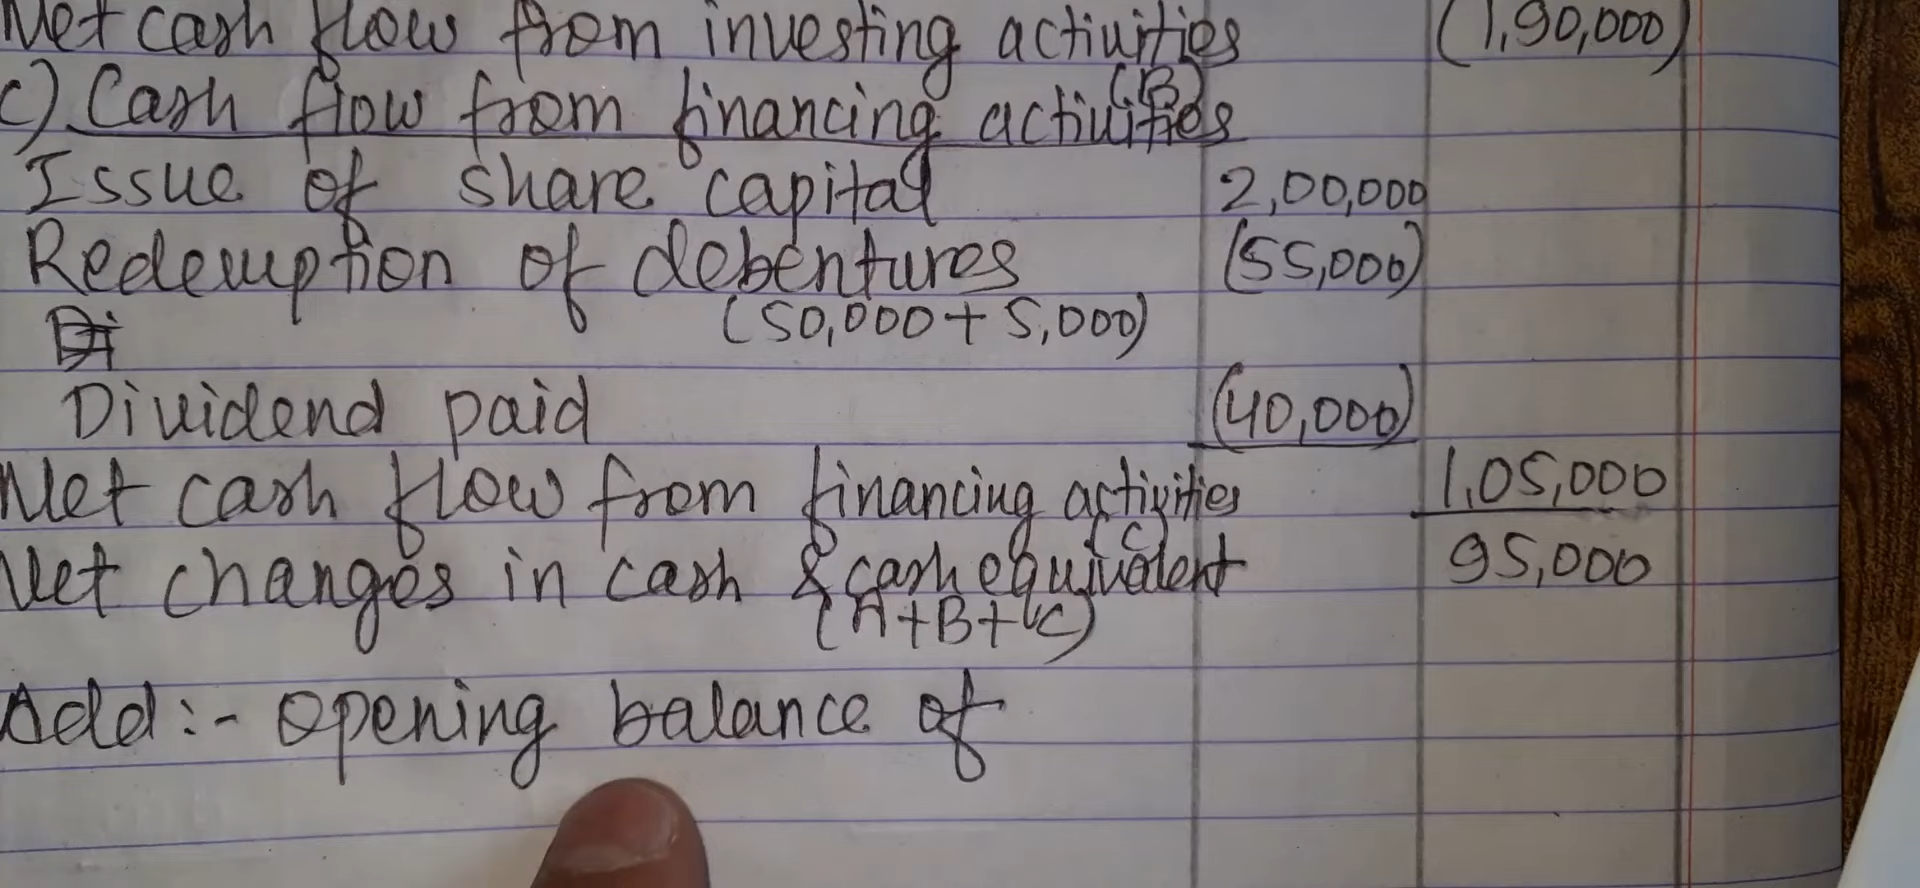 Net cash flow from investing activities (1,90,000)
(B)
C) Cash flow from financing activities
Issue of share capital 2,00,000
Redemption of debentures (55,000)
(50,000+5,000)
Dividend paid (40,000)
Net cash flow from financing activities 1,05,000
(C)
Net changes in cash & cash equivalent 95,000
(A+B+C)
Add:- Opening balance of